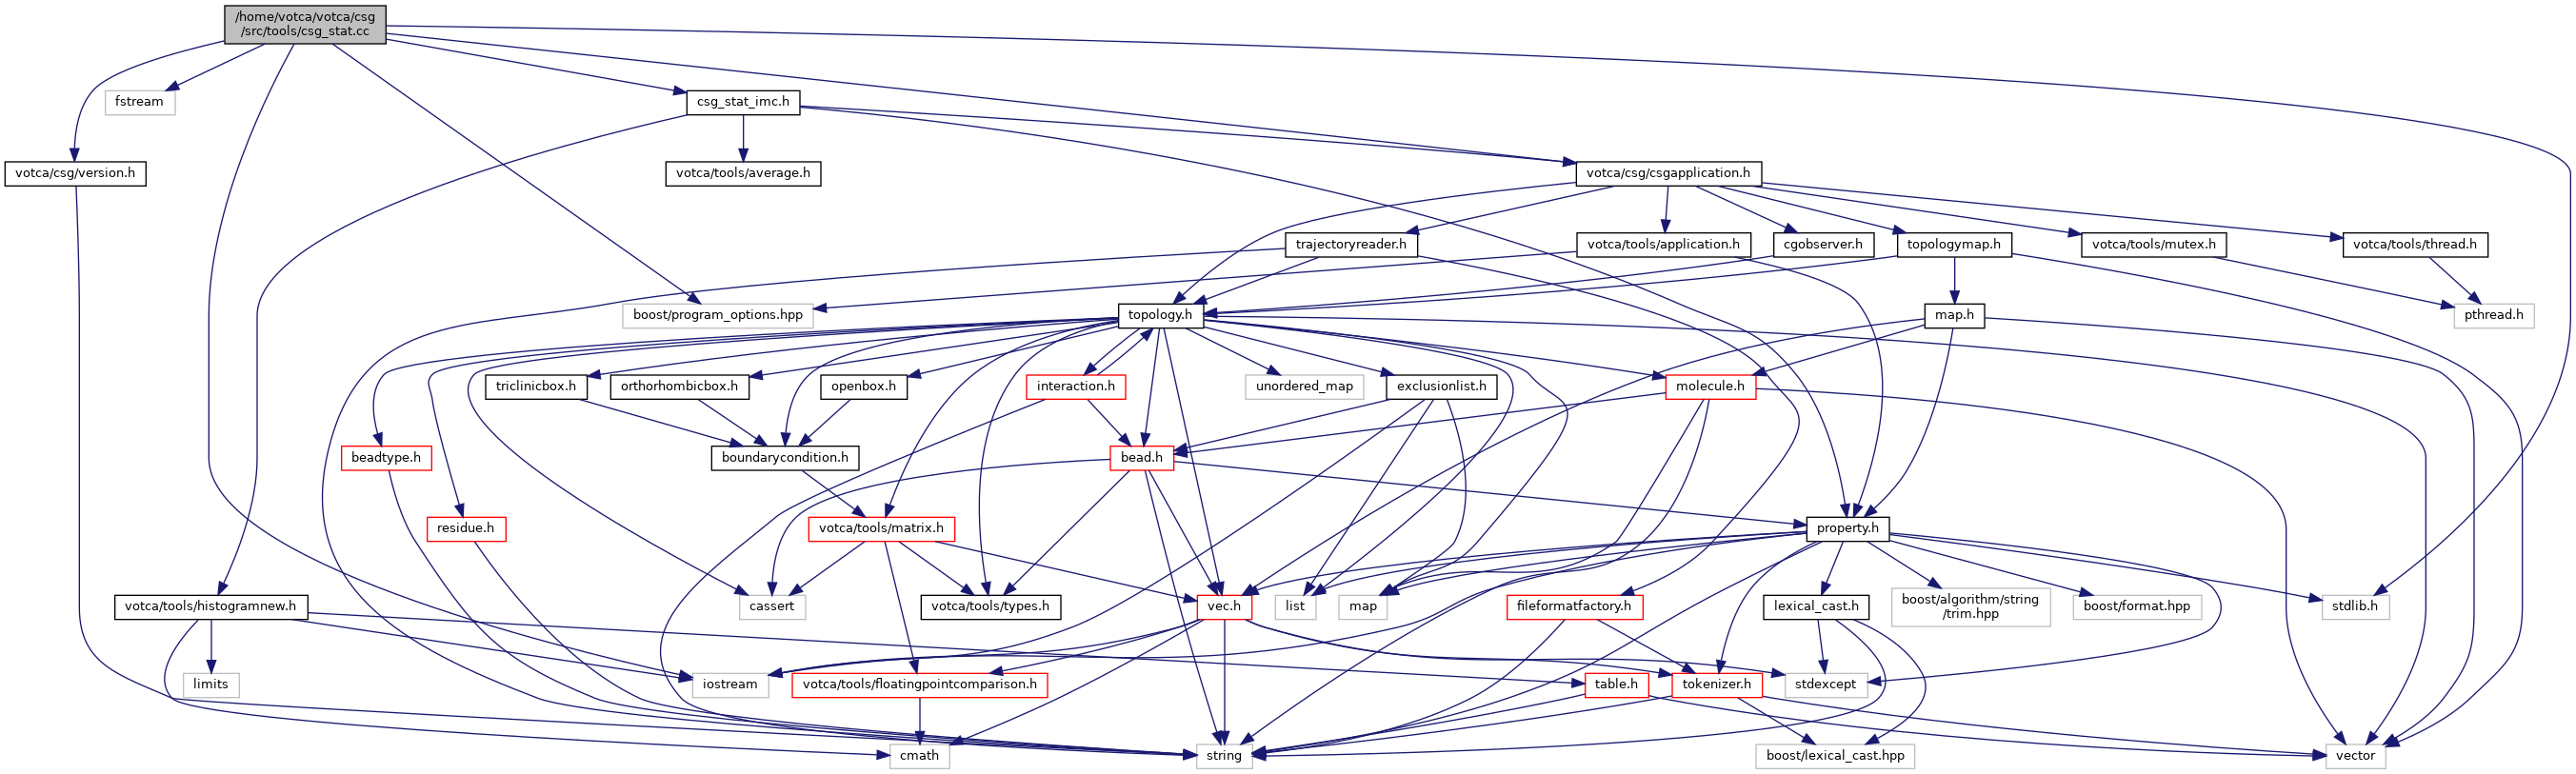 /home/votca/votca/csg
/src/tools/csg_stat.cc
fstream
csg_stat_imc.h
votca/csg/version.h
votca/tools/average.h
votca/csg/csgapplication.h
trajectoryreader.h
votca/tools/application.h
cgobserver.h
topologymap.h
votca/tools/mutex.h
votca/tools/thread.h
boost/program_options.hpp
topology.h
map.h
pthread.h
triclinicbox.h
orthorhombicbox.h
openbox.h
interaction.h
unordered_map
exclusionlist.h
molecule.h
beadtype.h
boundarycondition.h
bead.h
residue.h
votca/tools/matrix.h
property.h
votca/tools/histogramnew.h
cassert
votca/tools/types.h
vec.h
list
map
fileformatfactory.h
lexical_cast.h
boost/algorithm/string
/trim.hpp
boost/format.hpp
stdlib.h
limits
iostream
votca/tools/floatingpointcomparison.h
table.h
tokenizer.h
stdexcept
cmath
string
boost/lexical_cast.hpp
vector